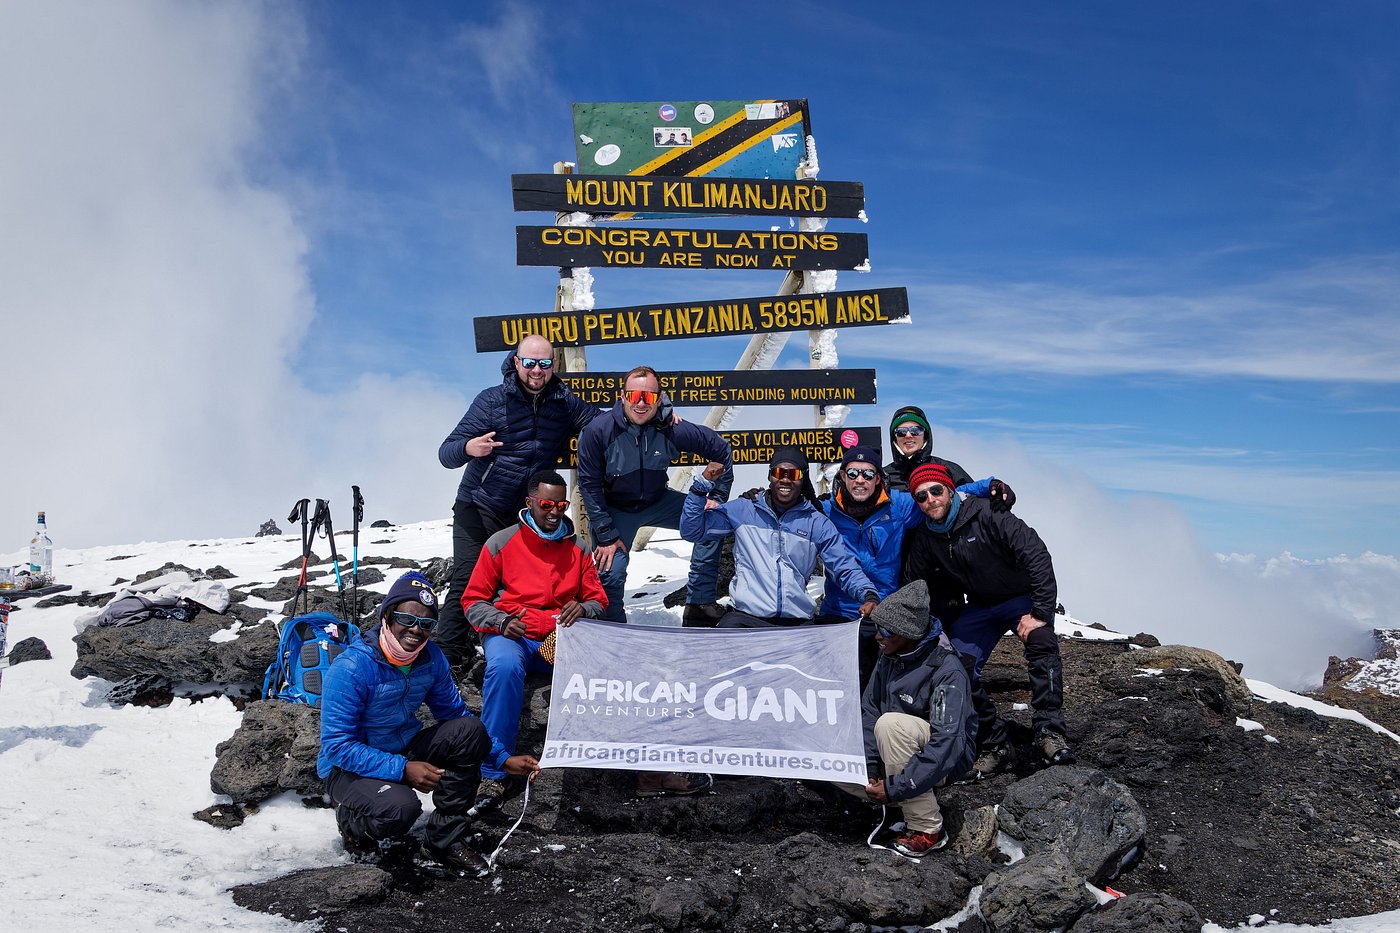 MOUNT KILIMANJARO
CONGRATULATIONS
YOU ARE NOW AT
UHURU PEAK, TANZANIA, 5895M AMSL
POINT
FREE STANDING MOUNTAIN
VOLCANOES
AFRICAN GIANT
ADVENTURES
africangiantadventures.com